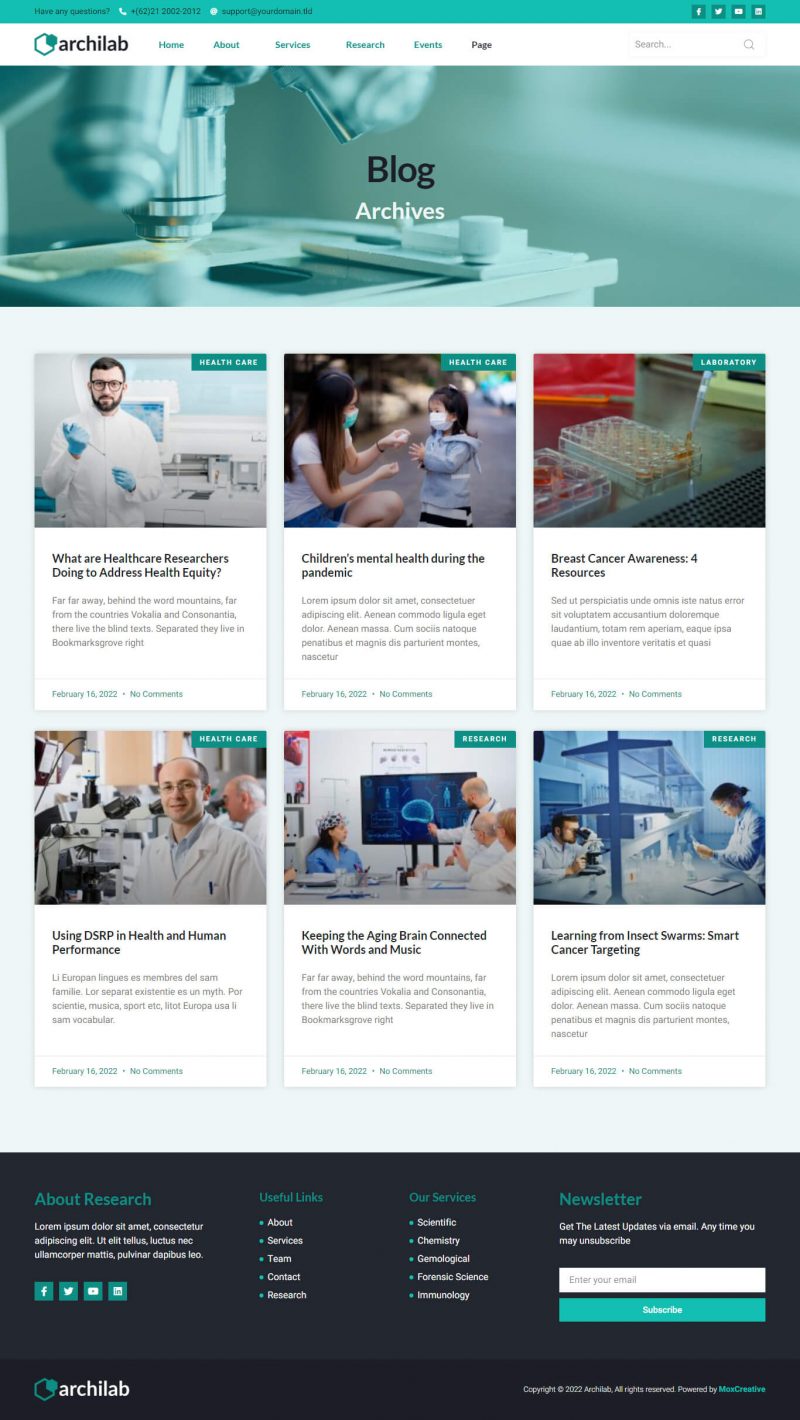 Have any questions? +(62)21 2002-2012 support@yourdomain.tld
archilab
Home About Services Research Events Page
Search...
Blog
Archives
HEALTH CARE
What are Healthcare Researchers
Doing to Address Health Equity?
Far far away, behind the word mountains, far
from the countries Vokalia and Consonantia,
there live the blind texts. Separated they live in
Bookmarksgrove right
February 16, 2022 • No Comments
HEALTH CARE
Children’s mental health during the
pandemic
Lorem ipsum dolor sit amet, consectetuer
adipiscing elit. Aenean commodo ligula eget
dolor. Aenean massa. Cum sociis natoque
penatibus et magnis dis parturient montes,
nascetur
February 16, 2022 • No Comments
LABORATORY
Breast Cancer Awareness: 4
Resources
Sed ut perspiciatis unde omnis iste natus error
sit voluptatem accusantium doloremque
laudantium, totam rem aperiam, eaque ipsa
quae ab illo inventore veritatis et quasi
February 16, 2022 • No Comments
HEALTH CARE
Using DSRP in Health and Human
Performance
Li Europan lingues es membres del sam
familie. Lor separat existentie es un myth. Por
scientie, musica, sport etc, litot Europa usa li
sam vocabular.
February 16, 2022 • No Comments
RESEARCH
Keeping the Aging Brain Connected
With Words and Music
Far far away, behind the word mountains, far
from the countries Vokalia and Consonantia,
there live the blind texts. Separated they live in
Bookmarksgrove right
February 16, 2022 • No Comments
RESEARCH
Learning from Insect Swarms: Smart
Cancer Targeting
Lorem ipsum dolor sit amet, consectetuer
adipiscing elit. Aenean commodo ligula eget
dolor. Aenean massa. Cum sociis natoque
penatibus et magnis dis parturient montes,
nascetur
February 16, 2022 • No Comments
About Research
Lorem ipsum dolor sit amet, consectetur
adipiscing elit. Ut elit tellus, luctus nec
ullamcorper mattis, pulvinar dapibus leo.
Useful Links
About
Services
Team
Contact
Research
Our Services
Scientific
Chemistry
Gemological
Forensic Science
Immunology
Newsletter
Get The Latest Updates via email. Any time you
may unsubscribe
Enter your email
Subscribe
archilab
Copyright © 2022 Archilab, All rights reserved. Powered by MoxCreative